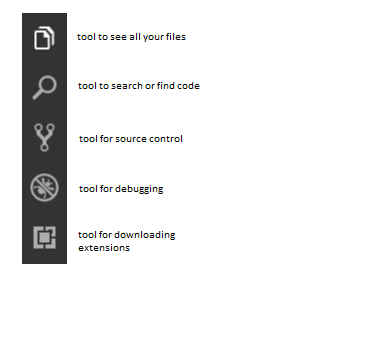 tool to see all your files
tool to search or find code
tool for source control
tool for debugging
tool for downloading
extensions